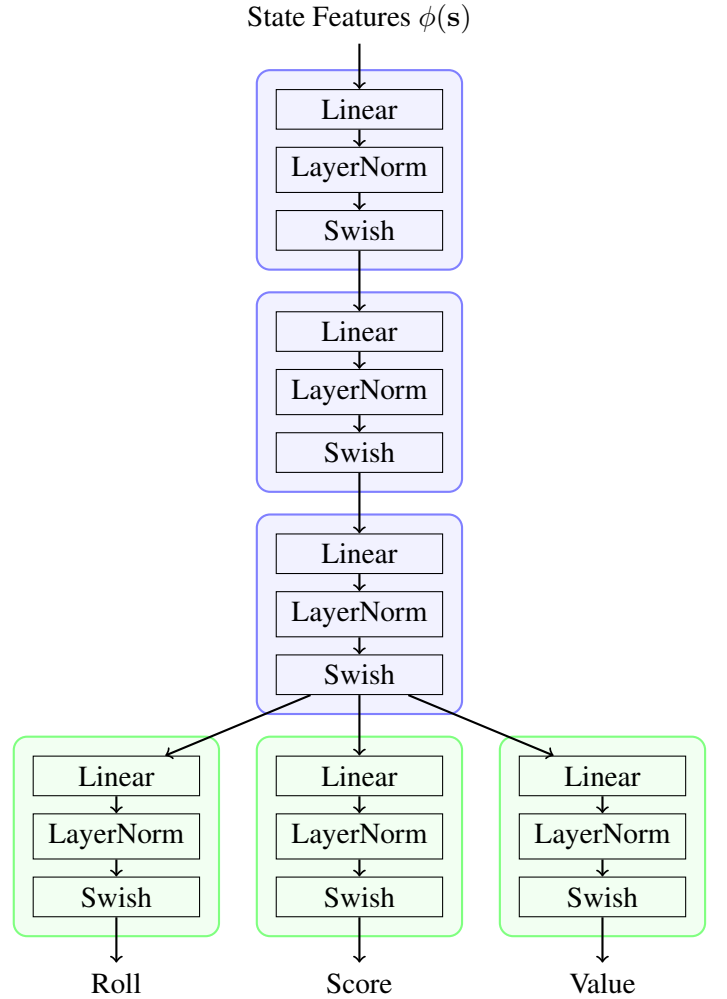 State Features ϕ(s)
Linear
LayerNorm
Swish
Linear
LayerNorm
Swish
Linear
LayerNorm
Swish
Linear
LayerNorm
Swish
Roll
Linear
LayerNorm
Swish
Score
Linear
LayerNorm
Swish
Value